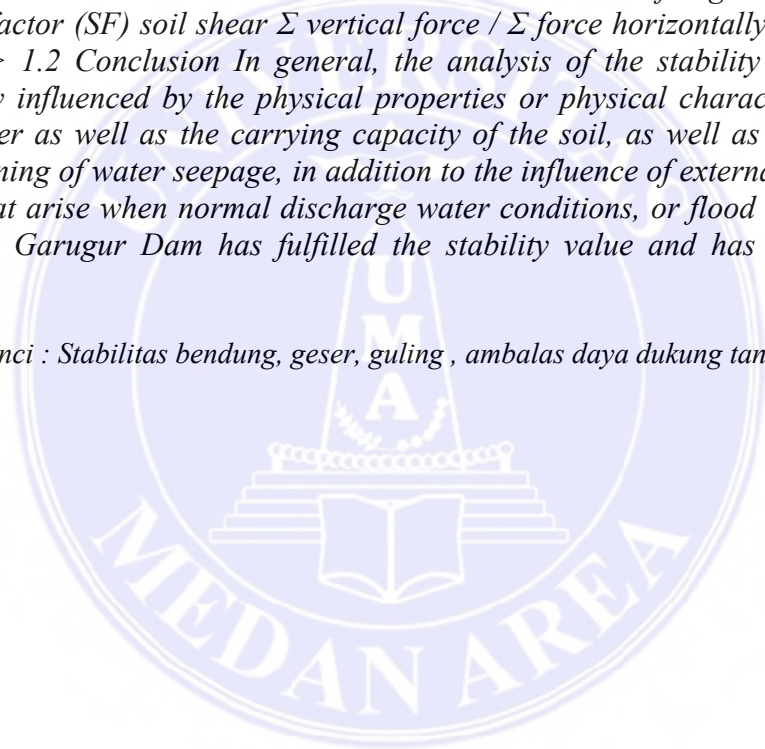 factor (SF) soil shear Σ vertical force / Σ force horizontally
> 1.2 Conclusion In general, the analysis of the stability
influenced by the physical properties or physical charac
er as well as the carrying capacity of the soil, as well as
ning of water seepage, in addition to the influence of externa
at arise when normal discharge water conditions, or flood
Garugur Dam has fulfilled the stability value and has
nci : Stabilitas bendung, geser, guling , ambalas daya dukung tan
UNIVERSITAS
UMA
MEDAN AREA